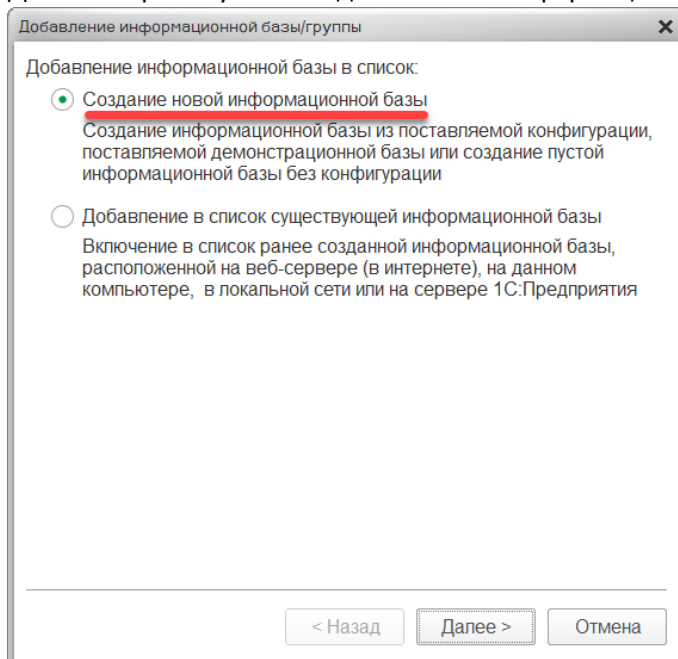 Добавление информационной базы/группы
Добавление информационной базы в список:
Создание новой информационной базы
Создание информационной базы из поставляемой конфигурации,
поставляемой демонстрационной базы или создание пустой
информационной базы без конфигурации
Добавление в список существующей информационной базы
Включение в список ранее созданной информационной базы,
расположенной на веб-сервере (в интернете), на данном
компьютере, в локальной сети или на сервере 1С:Предприятия
< Назад Далее > Отмена